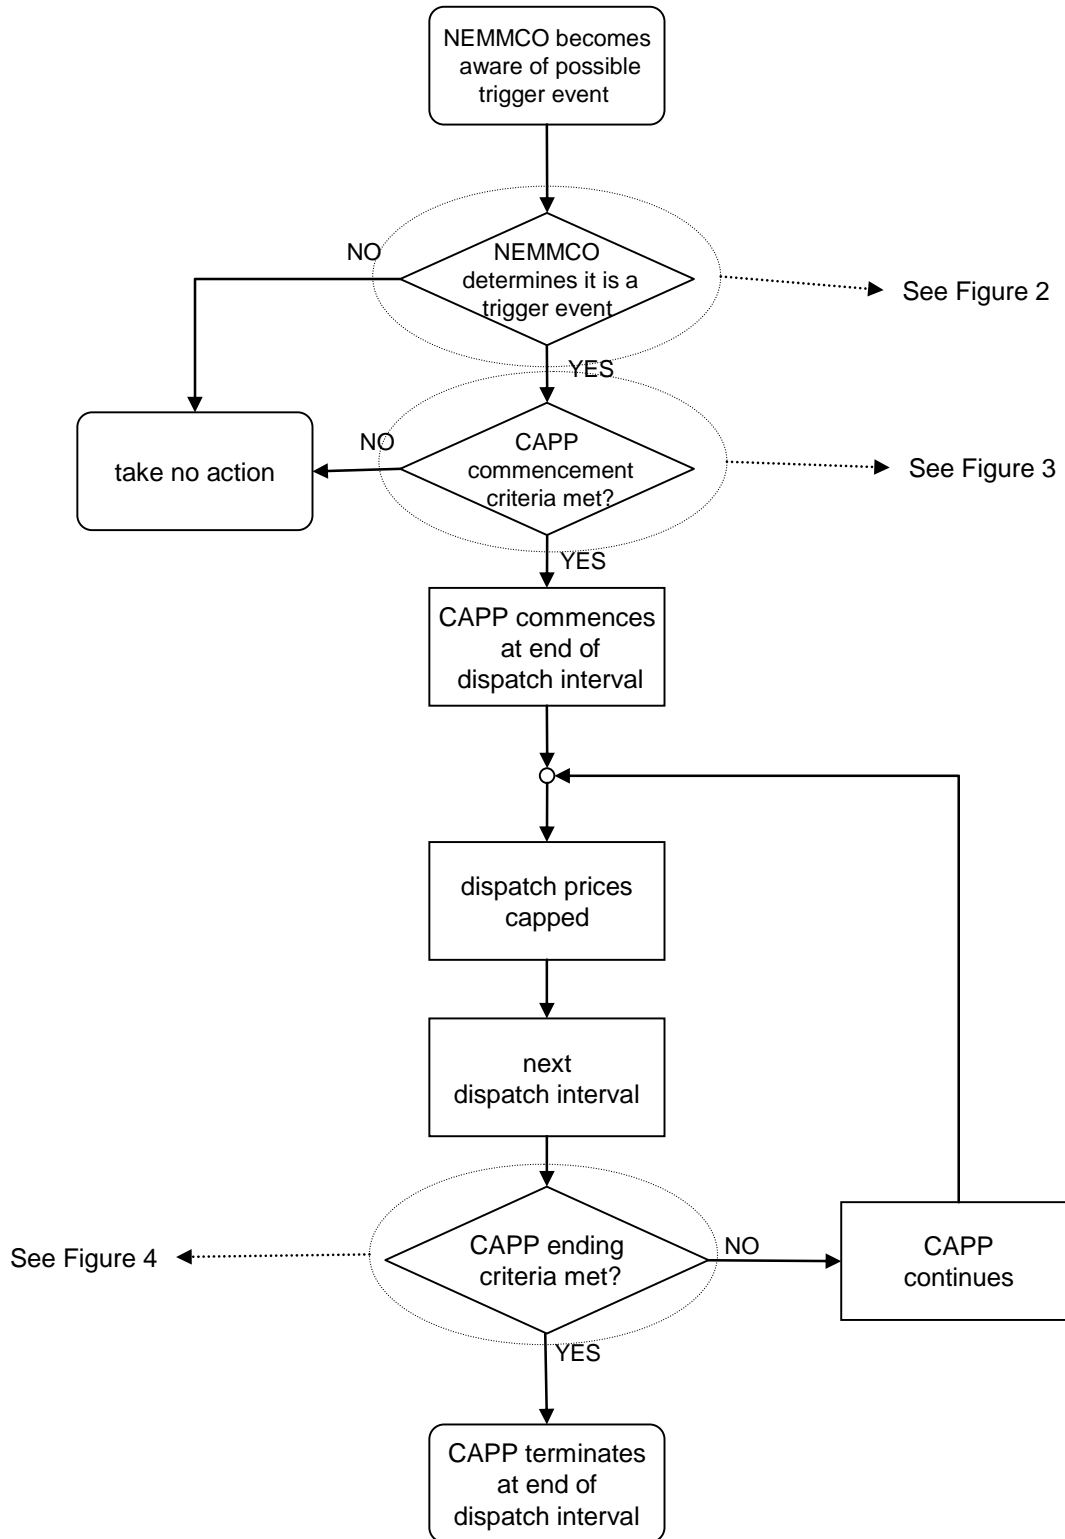 NEMMCO becomes
aware of possible
trigger event
NO
NEMMCO
determines it is a
trigger event
See Figure 2
YES
take no action
NO
CAPP
commencement
criteria met?
See Figure 3
YES
CAPP commences
at end of
dispatch interval
dispatch prices
capped
next
dispatch interval
See Figure 4
CAPP ending
criteria met?
NO
CAPP
continues
YES
CAPP terminates
at end of
dispatch interval